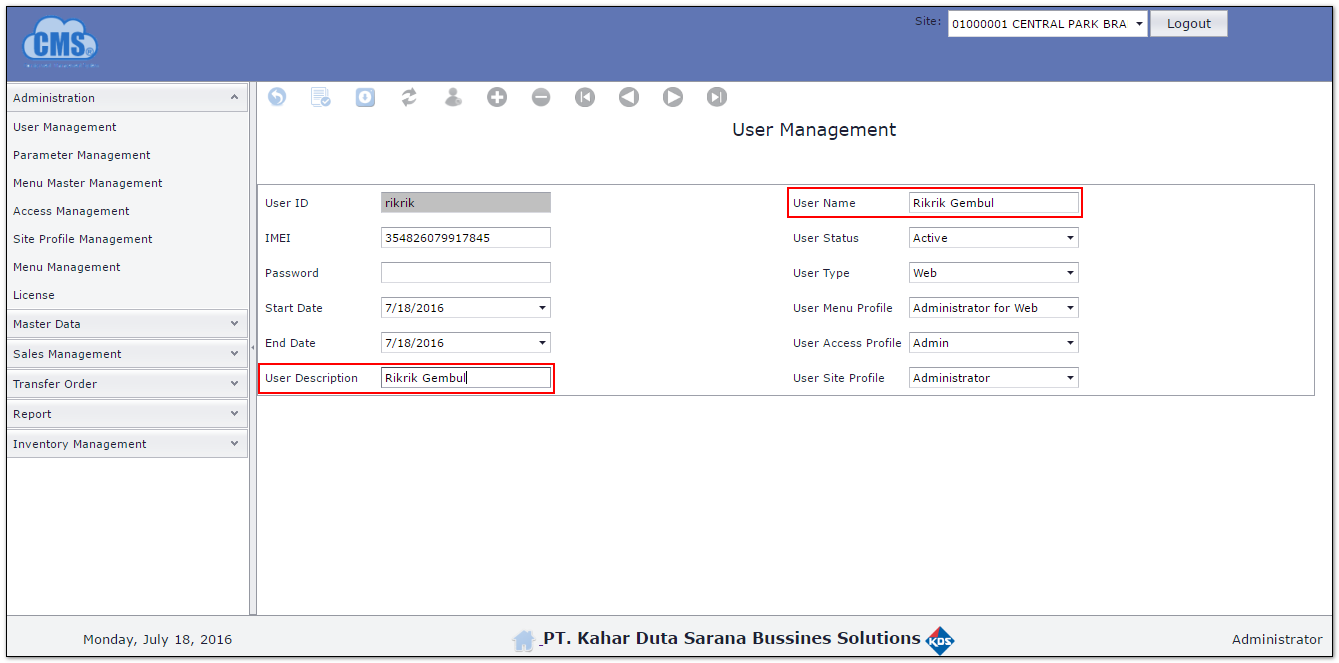 Site: 01000001 CENTRAL PARK BRA Logout
CMS®
Administration
User Management
Parameter Management
Menu Master Management
Access Management
Site Profile Management
Menu Management
License
Master Data
Sales Management
Transfer Order
Report
Inventory Management
User Management
User ID rikrik
User Name Rikrik Gembul
IMEI 354826079917845
User Status Active
Password
User Type Web
Start Date 7/18/2016
User Menu Profile Administrator for Web
End Date 7/18/2016
User Access Profile Admin
User Description Rikrik Gembul
User Site Profile Administrator
Monday, July 18, 2016
PT. Kahar Duta Sarana Bussines Solutions KDS
Administrator